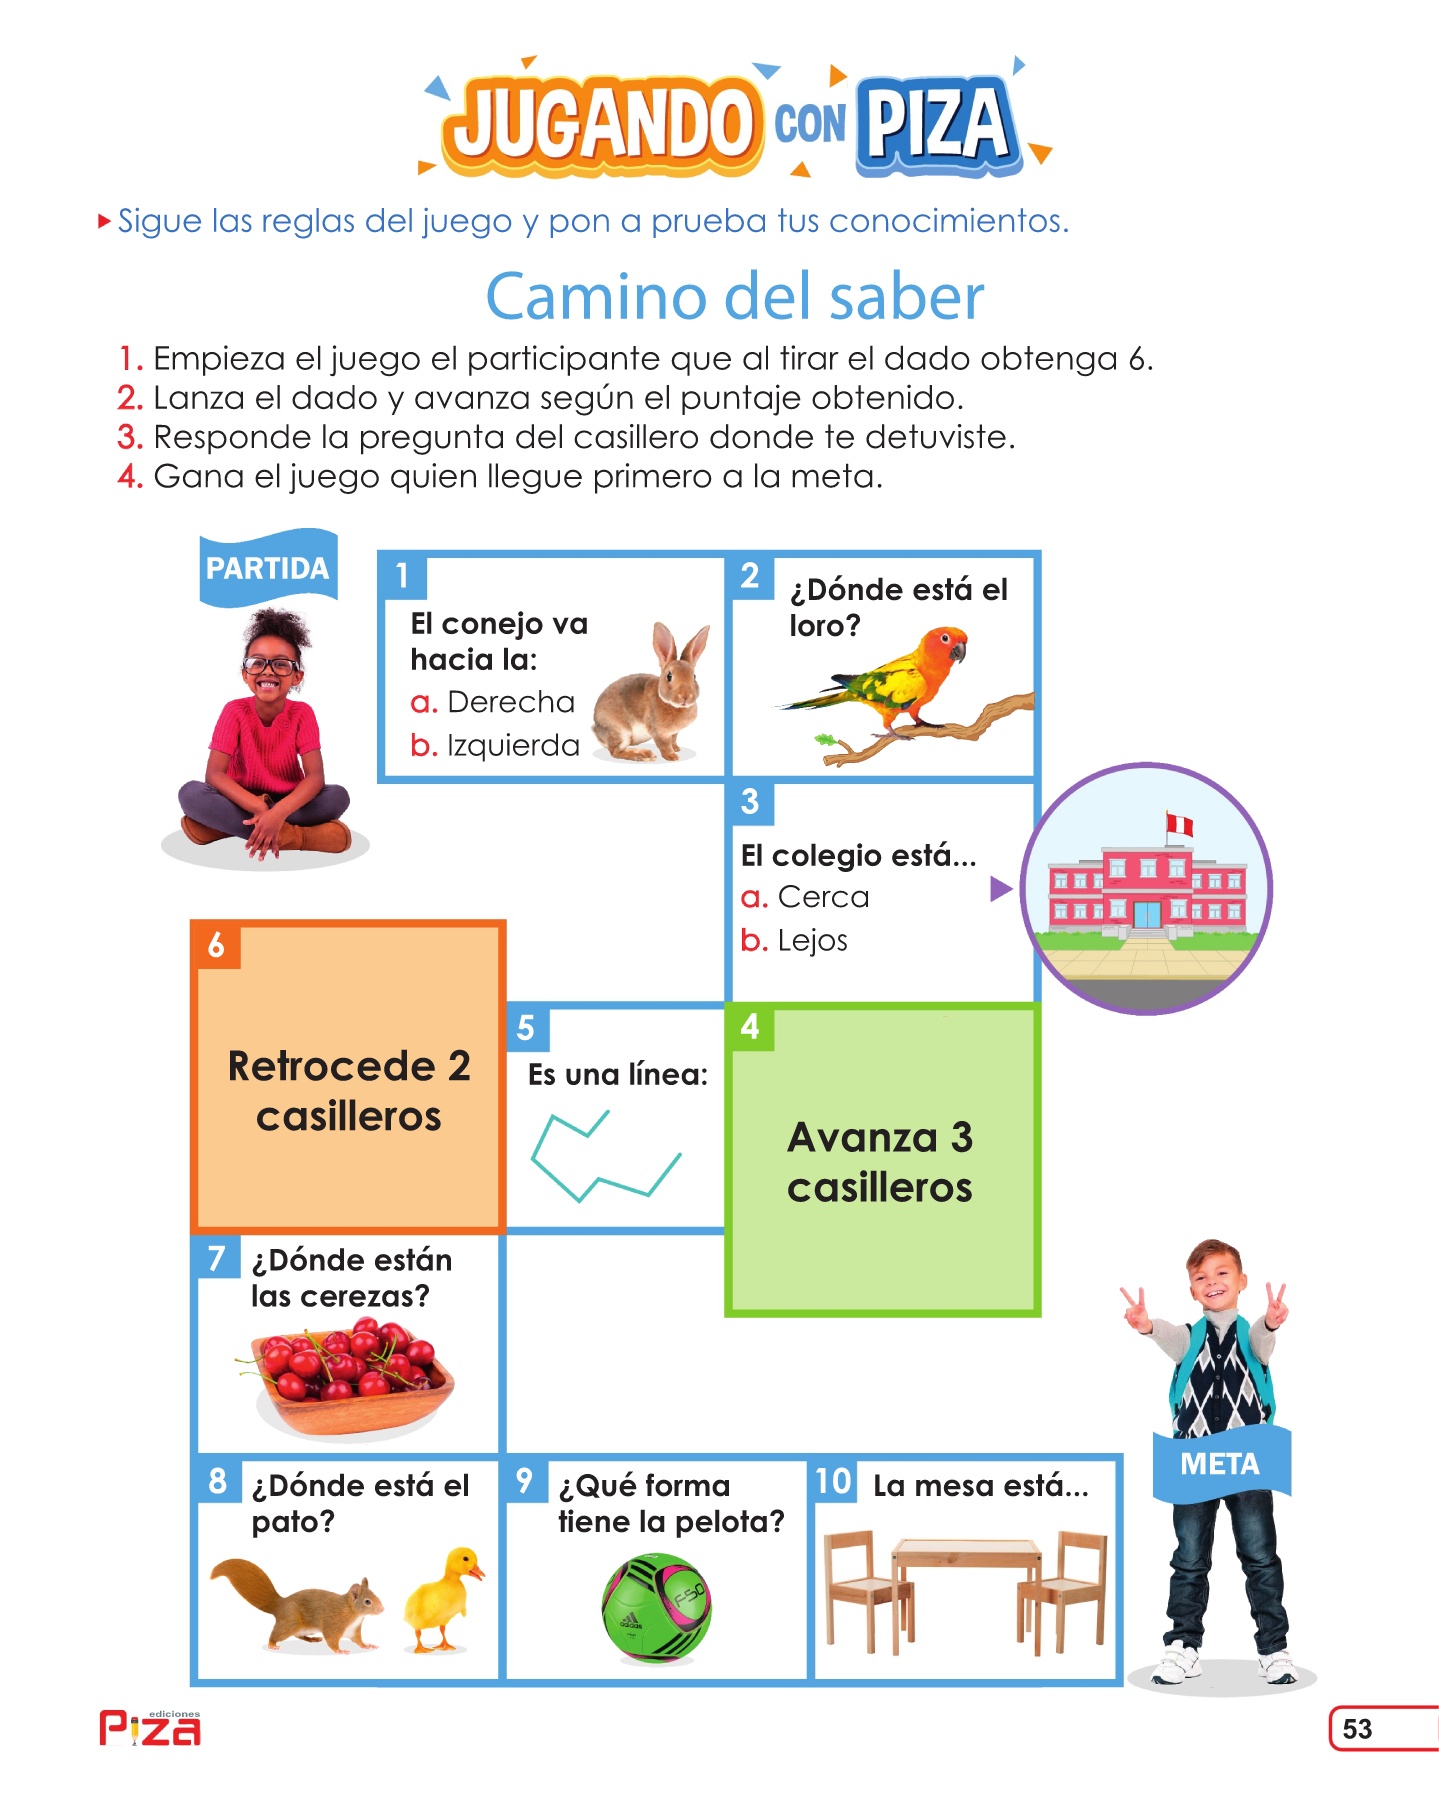 JUGANDO CON PIZA
Sigue las reglas del juego y pon a prueba tus conocimientos.
Camino del saber
1. Empieza el juego el participante que al tirar el dado obtenga 6.
2. Lanza el dado y avanza según el puntaje obtenido.
3. Responde la pregunta del casillero donde te detuviste.
4. Gana el juego quien llegue primero a la meta.
PARTIDA
1
El conejo va
hacia la:
a. Derecha
b. Izquierda
2
¿Dónde está el
loro?
3
El colegio está...
a. Cerca
b. Lejos
4
Avanza 3
casilleros
5
Es una línea:
6
Retrocede 2
casilleros
7
¿Dónde están
las cerezas?
8
¿Dónde está el
pato?
9
¿Qué forma
tiene la pelota?
adidas
F50
10
La mesa está...
META
ediciones
Piza
53